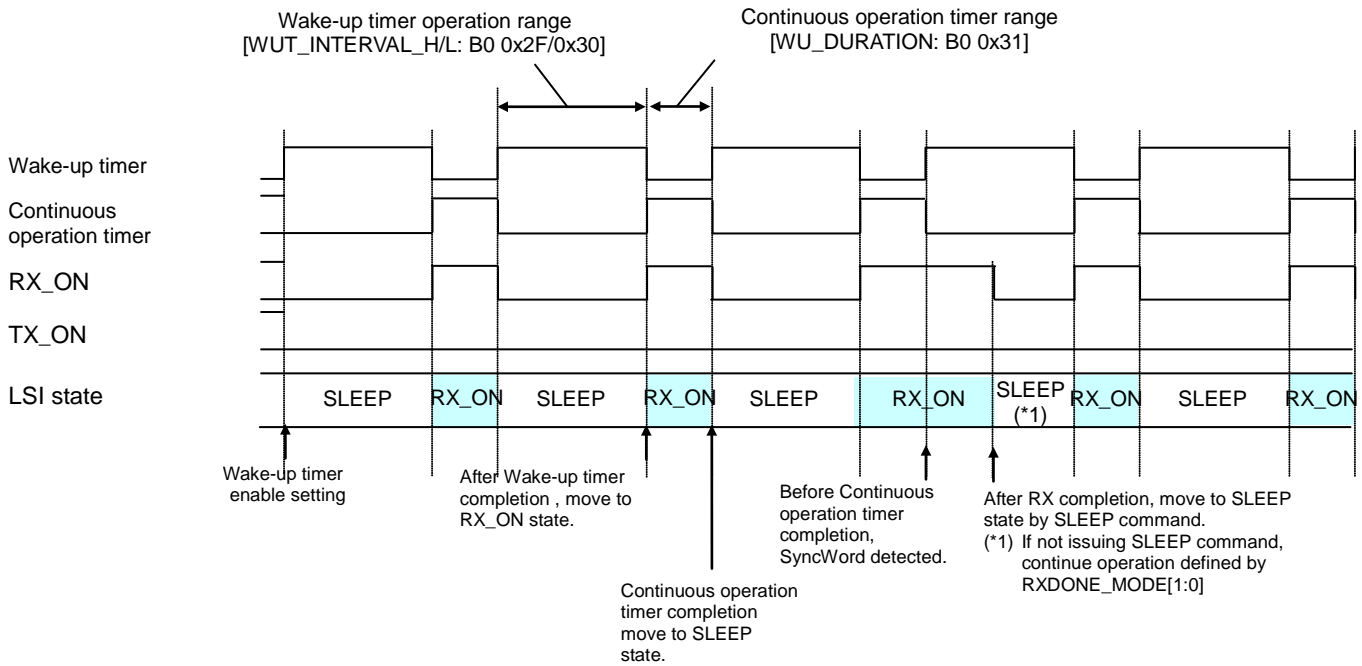 Wake-up timer operation range
[WUT_INTERVAL_H/L: B0 0x2F/0x30]
Continuous operation timer range
[WU_DURATION: B0 0x31]
Wake-up timer
Continuous
operation timer
RX_ON
TX_ON
LSI state
SLEEP
RX_ON
SLEEP
RX_ON
SLEEP
RX_ON
SLEEP
(*1)
RX_ON
SLEEP
RX_ON
Wake-up timer
enable setting
After Wake-up timer
completion , move to
RX_ON state.
Continuous operation
timer completion
move to SLEEP
state.
Before Continuous
operation timer
completion,
SyncWord detected.
After RX completion, move to SLEEP
state by SLEEP command.
(*1) If not issuing SLEEP command,
continue operation defined by
RXDONE_MODE[1:0]